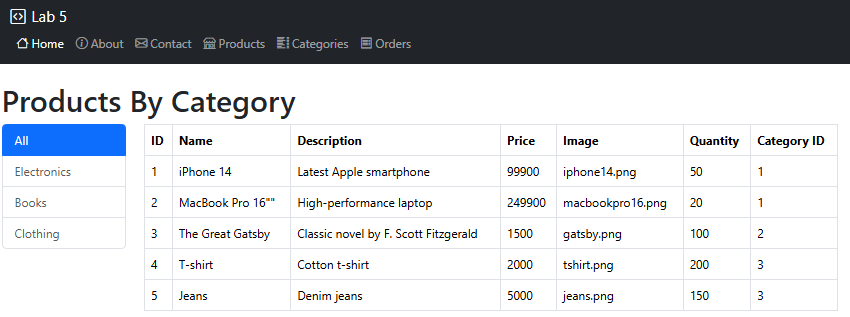 Lab 5
Home About Contact Products Categories Orders
Products By Category
All
Electronics
Books
Clothing
ID Name Description Price Image Quantity Category ID
1 iPhone 14 Latest Apple smartphone 99900 iphone14.png 50 1
2 MacBook Pro 16"" High-performance laptop 249900 macbookpro16.png 20 1
3 The Great Gatsby Classic novel by F. Scott Fitzgerald 1500 gatsby.png 100 2
4 T-shirt Cotton t-shirt 2000 tshirt.png 200 3
5 Jeans Denim jeans 5000 jeans.png 150 3